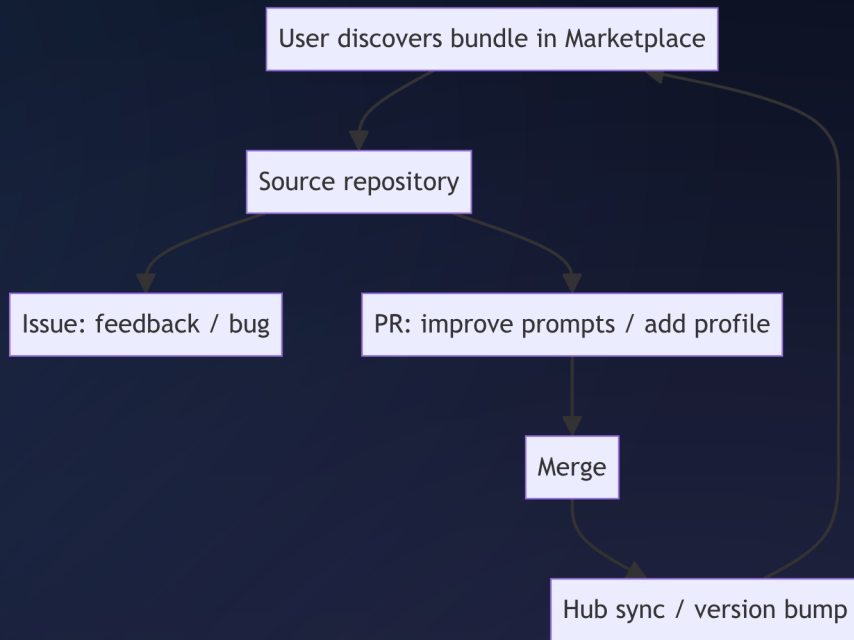 User discovers bundle in Marketplace
Source repository
Issue: feedback / bug
PR: improve prompts / add profile
Merge
Hub sync / version bump